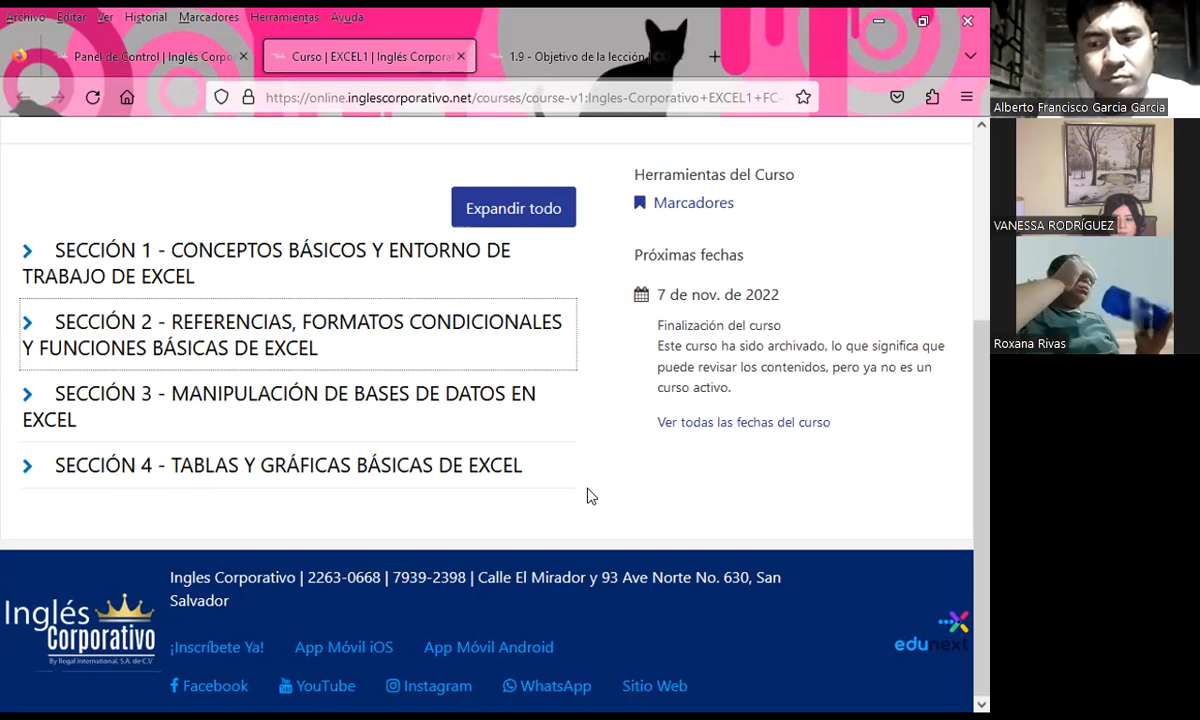 Archivo Editar Ver Historial Marcadores Herramientas Ayuda
Panel de Control | Inglés Corpo
Curso | EXCEL1 | Inglés Corporat
1.9 - Objetivo de la lección |
https://online.inglescorporativo.net/courses/course-v1:Ingles-Corporativo+EXCEL1+FC-
Expandir todo
SECCIÓN 1 - CONCEPTOS BÁSICOS Y ENTORNO DE
TRABAJO DE EXCEL
SECCIÓN 2 - REFERENCIAS, FORMATOS CONDICIONALES
Y FUNCIONES BÁSICAS DE EXCEL
SECCIÓN 3 - MANIPULACIÓN DE BASES DE DATOS EN
EXCEL
SECCIÓN 4 - TABLAS Y GRÁFICAS BÁSICAS DE EXCEL
Herramientas del Curso
Marcadores
Próximas fechas
7 de nov. de 2022
Finalización del curso
Este curso ha sido archivado, lo que significa que
puede revisar los contenidos, pero ya no es un
curso activo.
Ver todas las fechas del curso
Inglés
Corporativo
By Regal International, S.A. de C.V
Ingles Corporativo | 2263-0668 | 7939-2398 | Calle El Mirador y 93 Ave Norte No. 630, San
Salvador
¡Inscríbete Ya! App Móvil iOS App Móvil Android
Facebook YouTube Instagram WhatsApp Sitio Web
edunext
Alberto Francisco Garcia Garcia
VANESSA RODRÍGUEZ
Roxana Rivas